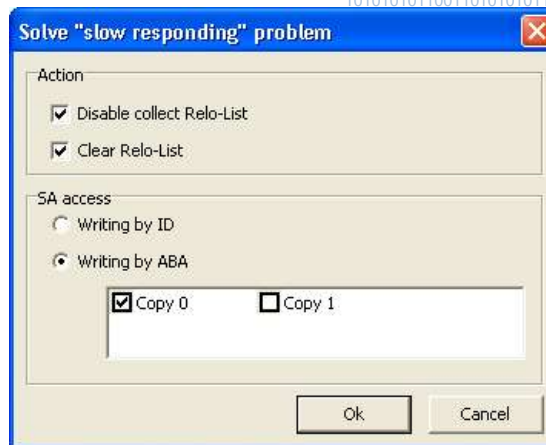 Solve "slow responding" problem
Action
Disable collect Relo-List
Clear Relo-List
SA access
Writing by ID
Writing by ABA
Copy 0 Copy 1
Ok Cancel